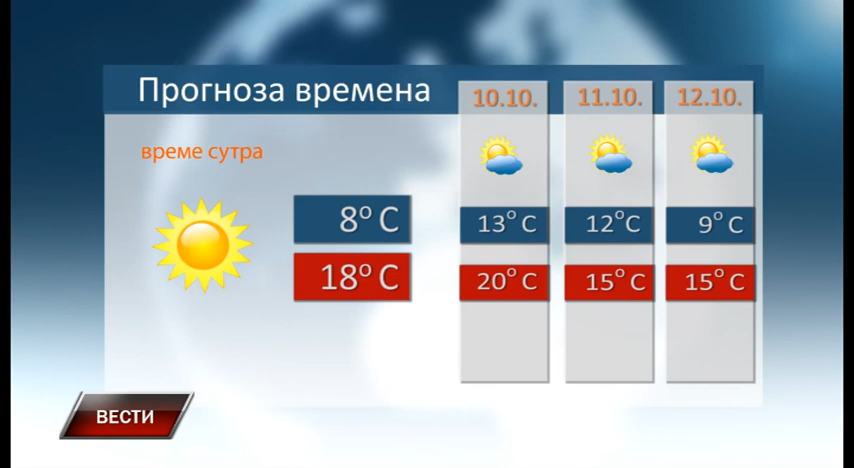 Прогноза времена
време сутра
8° C
18° C
10.10.
13° C
20° C
11.10.
12°C
15° C
12.10.
9° C
15° C
ВЕСТИ